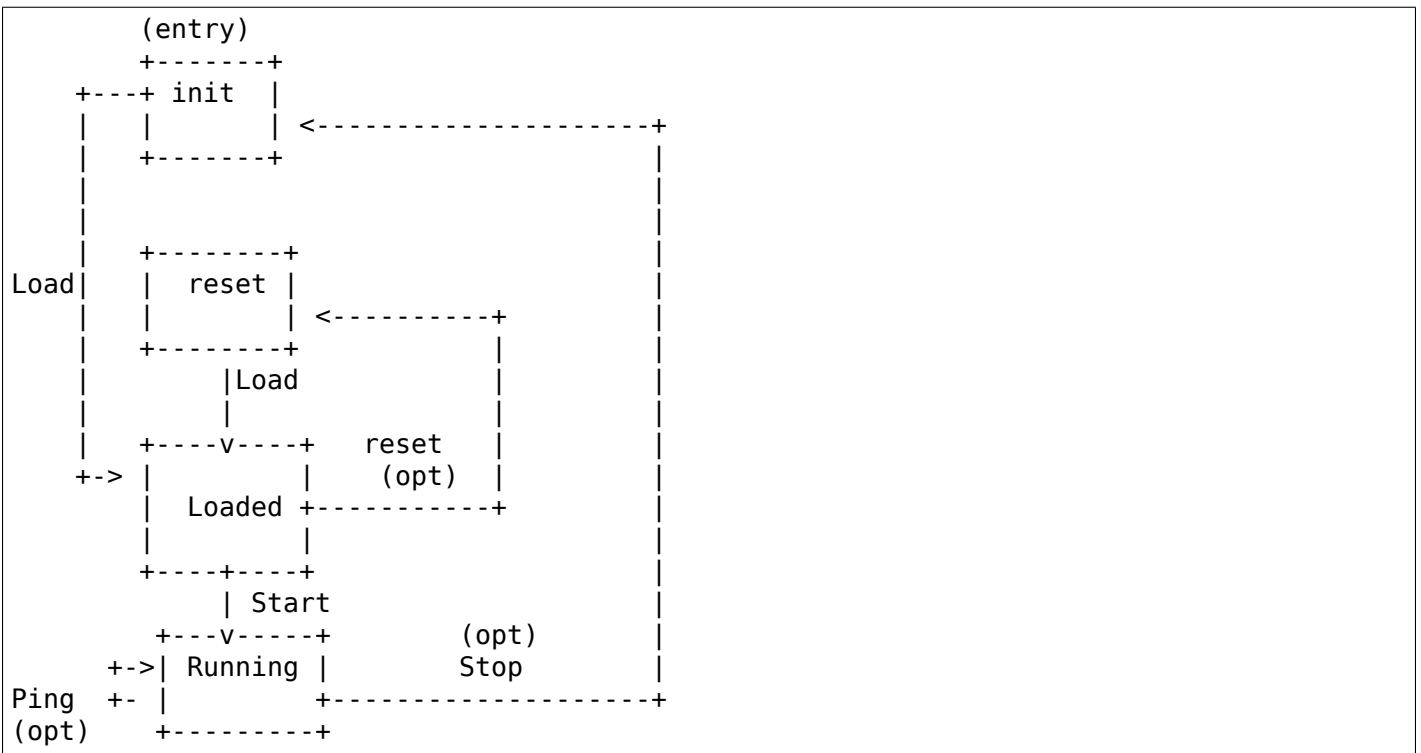 (entry)
init
reset
Load
Load
reset
(opt)
Loaded
Start
(opt)
Running Stop
Ping
(opt)